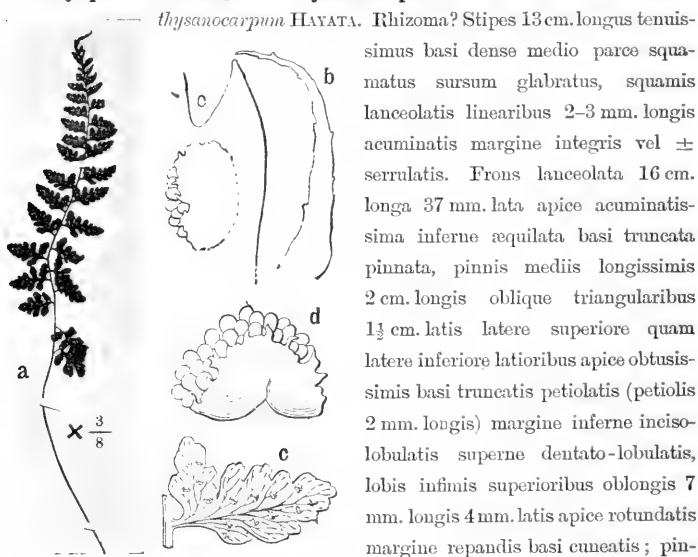 thysanocarpum HAYATA. Rhizoma? Stipes 13 cm. longus tenuis-
simus basi dense medio parce squa-
matus sursum glabratus, squamis
lanceolatis linearibus 2–3 mm. longis
acuminatis margine integris vel ±
serrulatis. Frons lanceolata 16 cm.
longa 37 mm. lata apice acuminatis-
sima inferne æquilata basi truncata
pinnata, pinnis mediis longissimis
2 cm. longis oblique triangularibus
1½ cm. latis latere superiore quam
latere inferiore latioribus apice obtusis-
simis basi truncatis petiolatis (petiolis
2 mm. longis) margine inferne inciso-
lobulatis superne dentato-lobulatis,
lobis infimis superioribus oblongis 7
mm. longis 4 mm. latis apice rotundatis
margine repandis basi cuneatis; pin-
a
× 3/8
b
c
d
c